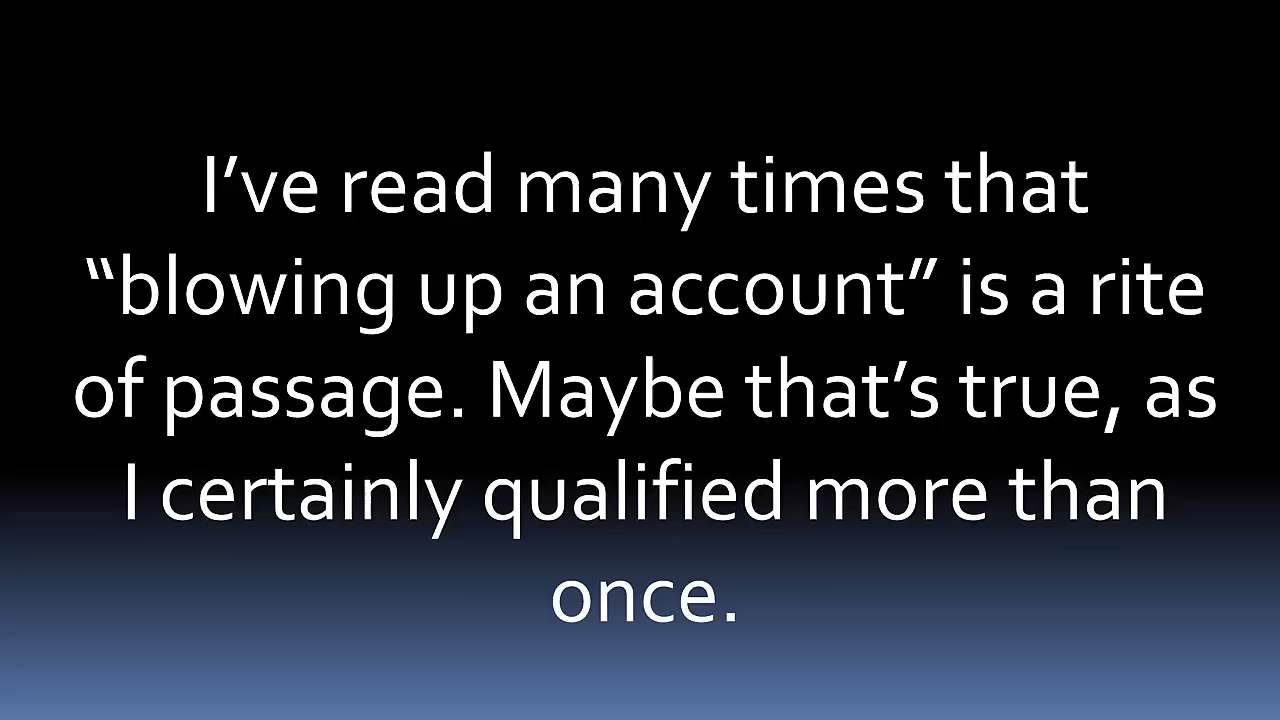 I’ve read many times that
“blowing up an account” is a rite
of passage. Maybe that’s true, as
I certainly qualified more than
once.